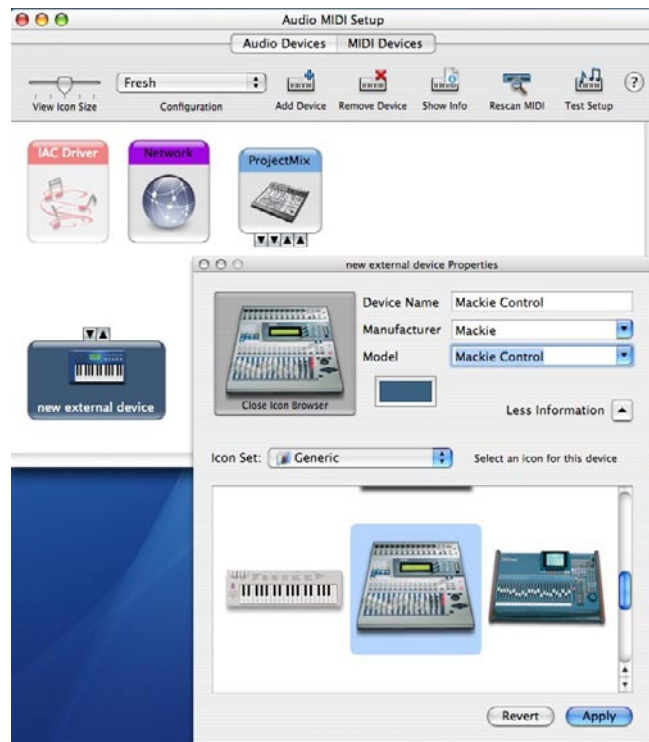 Audio MIDI Setup
Audio Devices MIDI Devices
Fresh
?
View Icon Size Configuration Add Device Remove Device Show Info Rescan MIDI Test Setup
IAC Driver Network ProjectMix
new external device Properties
Device Name Mackie Control
Manufacturer Mackie
Model Mackie Control
Close Icon Browser
new external device
Less Information
Icon Set: Generic Select an icon for this device
Revert Apply